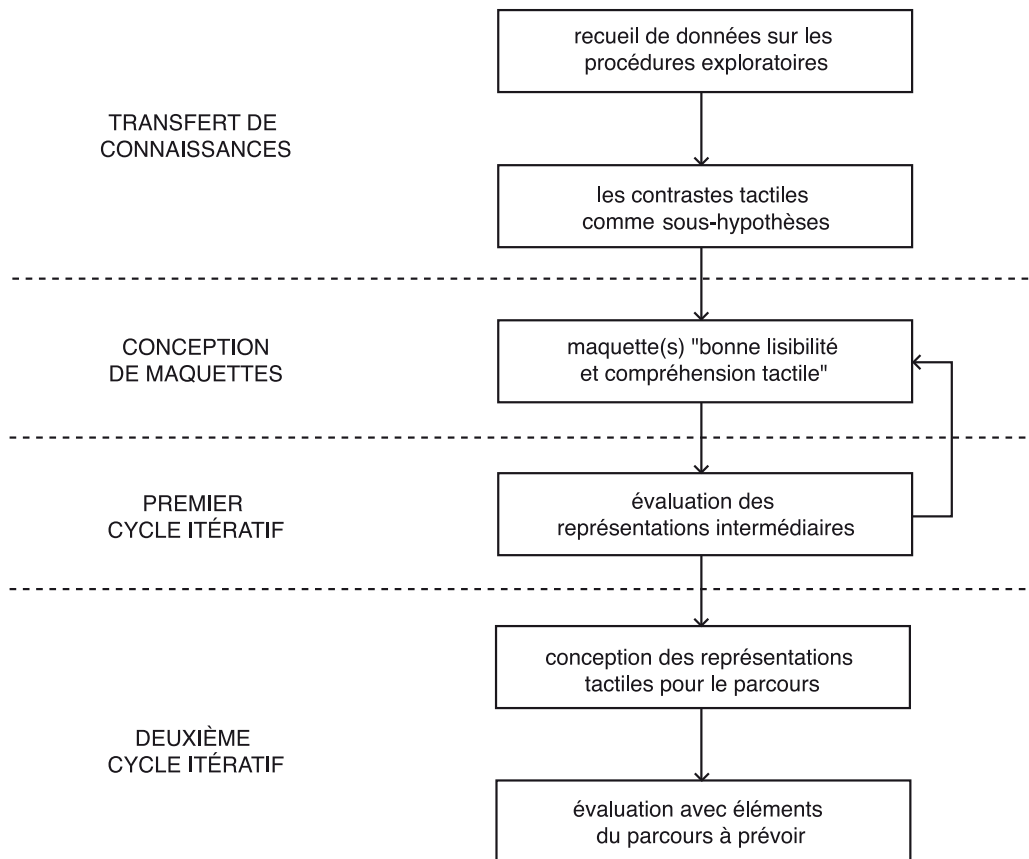 recueil de données sur les
procédures exploratoires
TRANSFERT DE
CONNAISSANCES
les contrastes tactiles
comme sous-hypothèses
CONCEPTION
DE MAQUETTES
maquette(s) "bonne lisibilité
et compréhension tactile"
PREMIER
CYCLE ITÉRATIF
évaluation des
représentations intermédiaires
conception des représentations
tactiles pour le parcours
DEUXIÈME
CYCLE ITÉRATIF
évaluation avec éléments
du parcours à prévoir